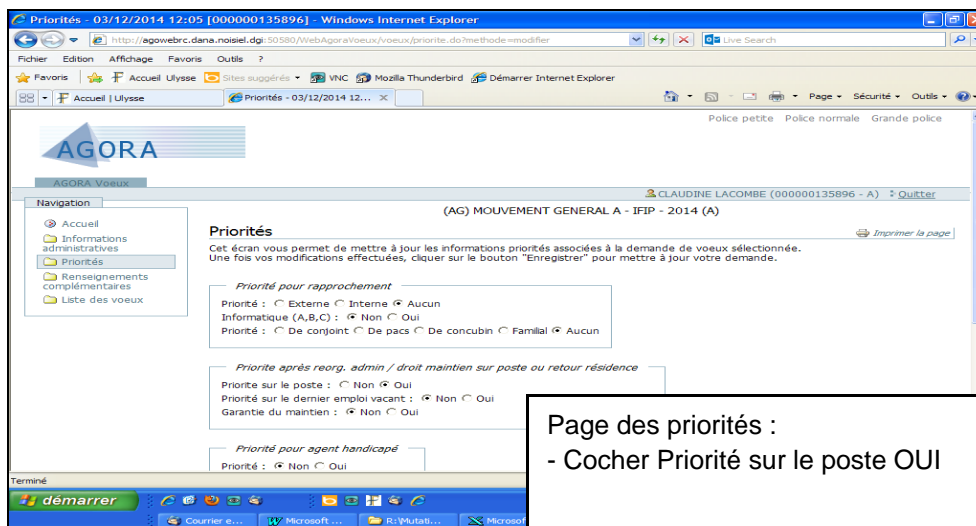 Priorités - 03/12/2014 12:05 [000000135896] - Windows Internet Explorer
http://agowebrc.dana.noisiel.dgi:50580/WebAgoraVoeux/voeux/priorite.do?methode=modifier
Live Search
Fichier Edition Affichage Favoris Outils ?
Favoris Accueil Ulysse Sites suggérés VNC Mozilla Thunderbird Démarrer Internet Explorer
Accueil | Ulysse Priorités - 03/12/2014 12... Page Sécurité Outils
Police petite Police normale Grande police
AGORA
AGORA Voeux
CLAUDINE LACOMBE (000000135896 - A) Quitter
Navigation
(AG) MOUVEMENT GENERAL A - IFIP - 2014 (A)
Accueil
Informations administratives
Priorités
Renseignements complémentaires
Liste des voeux
Priorités
Imprimer la page
Cet écran vous permet de mettre à jour les informations priorités associées à la demande de voeux sélectionnée.
Une fois vos modifications effectuées, cliquer sur le bouton "Enregistrer" pour mettre à jour votre demande.
Priorité pour rapprochement
Priorité : Externe Interne Aucun
Informatique (A,B,C) : Non Oui
Priorité : De conjoint De pacs De concubin Familial Aucun
Priorite après reorg. admin / droit maintien sur poste ou retour résidence
Priorite sur le poste : Non Oui
Priorité sur le dernier emploi vacant : Non Oui
Garantie du maintien : Non Oui
Priorité pour agent handicapé
Priorité : Non Oui
Page des priorités :
- Cocher Priorité sur le poste OUI
Terminé
démarrer
Courrier e... Microsoft ... R:\Mutati... Microsof